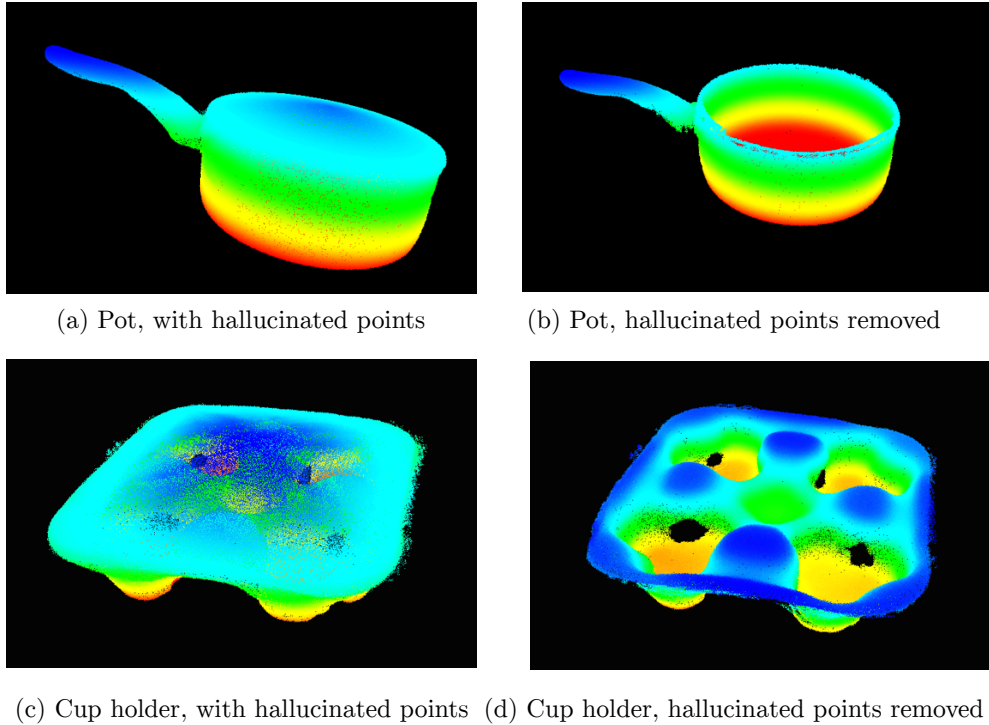 (a) Pot, with hallucinated points
(b) Pot, hallucinated points removed
(c) Cup holder, with hallucinated points
(d) Cup holder, hallucinated points removed